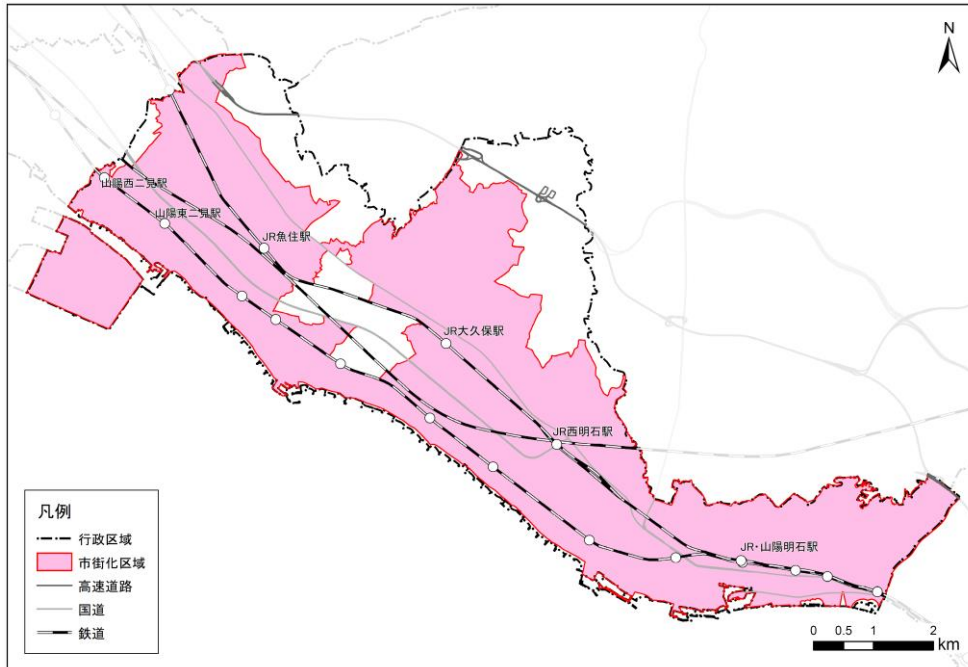 N
山陽西二見駅
山陽東二見駅
JR魚住駅
JR大久保駅
JR西明石駅
JR・山陽明石駅
凡例
行政区域
市街化区域
高速道路
国道
鉄道
0 0.5 1 2
km